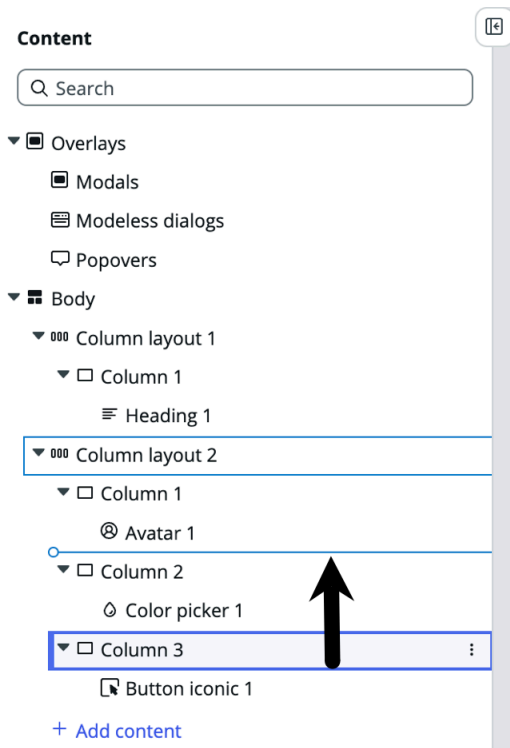 Content
Search
Overlays
Modals
Modeless dialogs
Popovers
Body
Column layout 1
Column 1
Heading 1
Column layout 2
Column 1
Avatar 1
Column 2
Color picker 1
Column 3
Button iconic 1
+ Add content